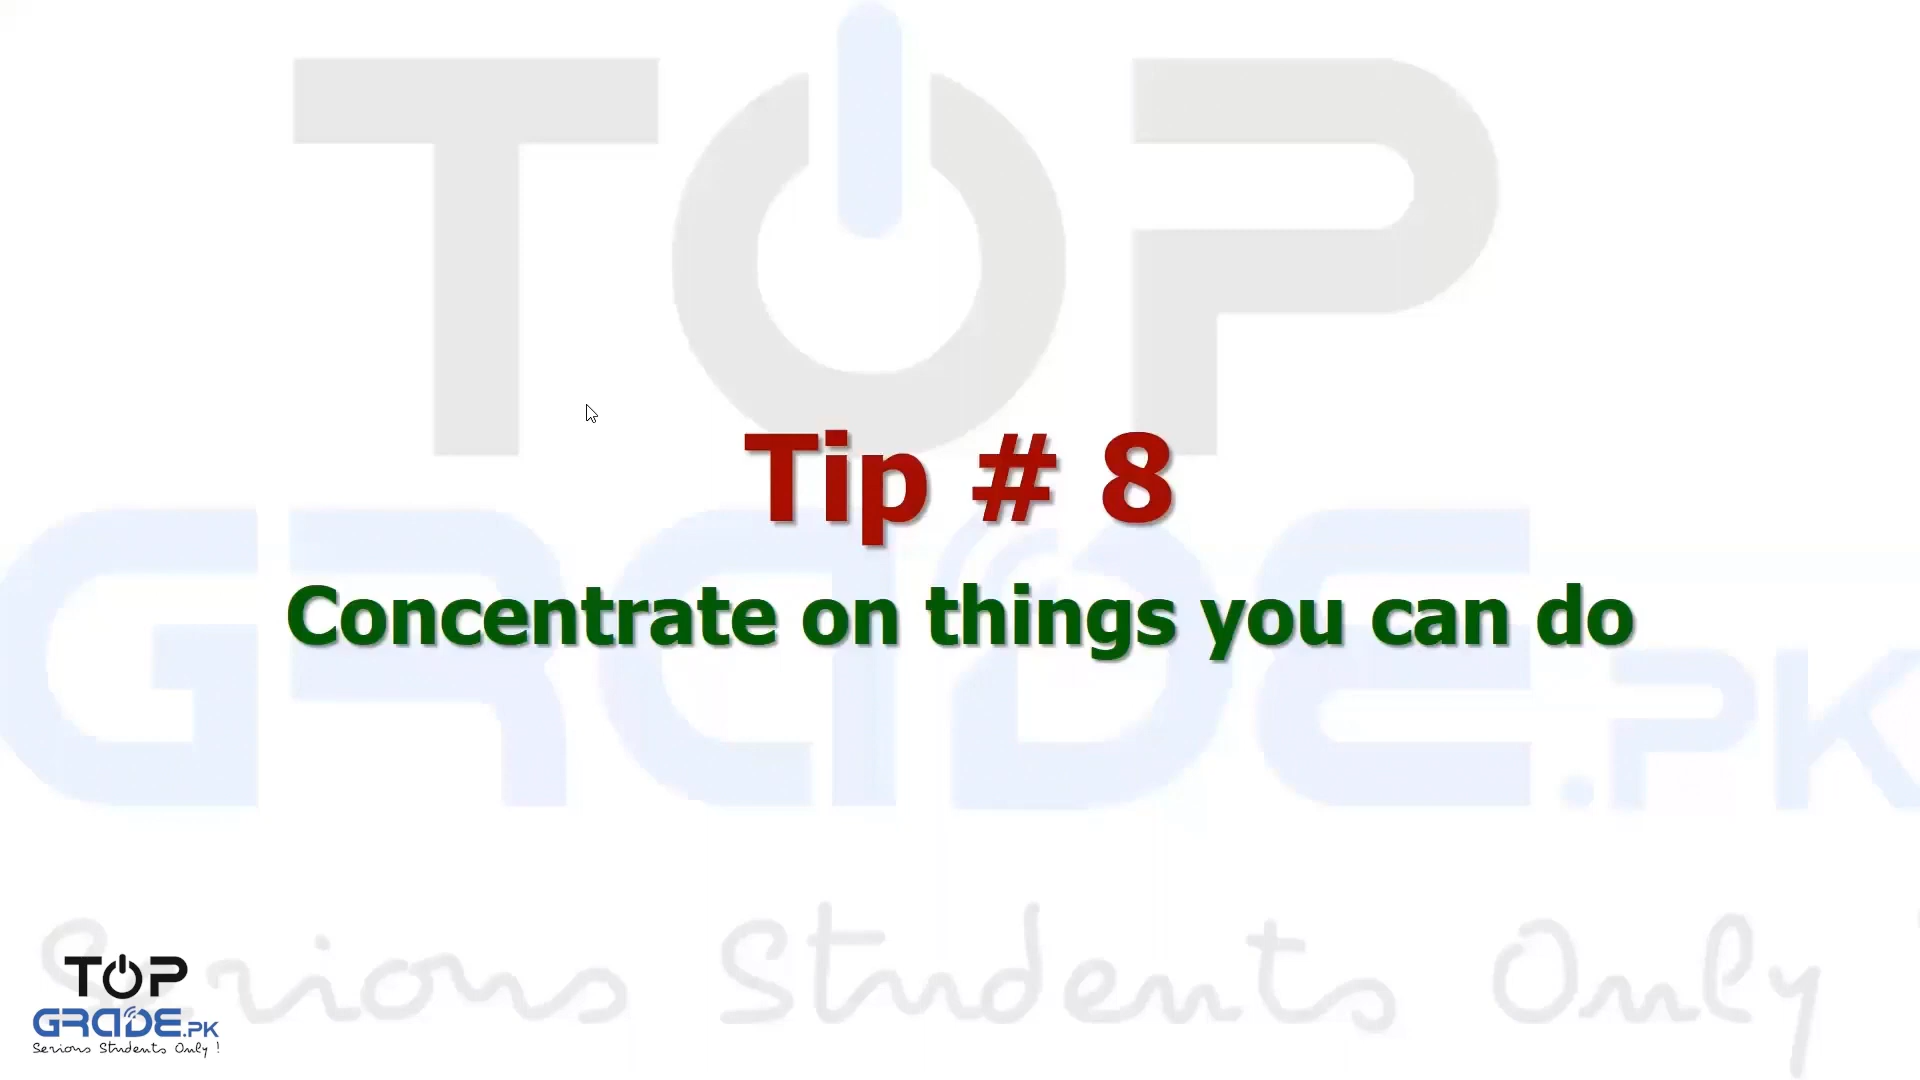 TOP
GRADE.PK
Serious Students Only
Tip # 8
Concentrate on things you can do
TOP
GRADE.PK
Serious Students Only !